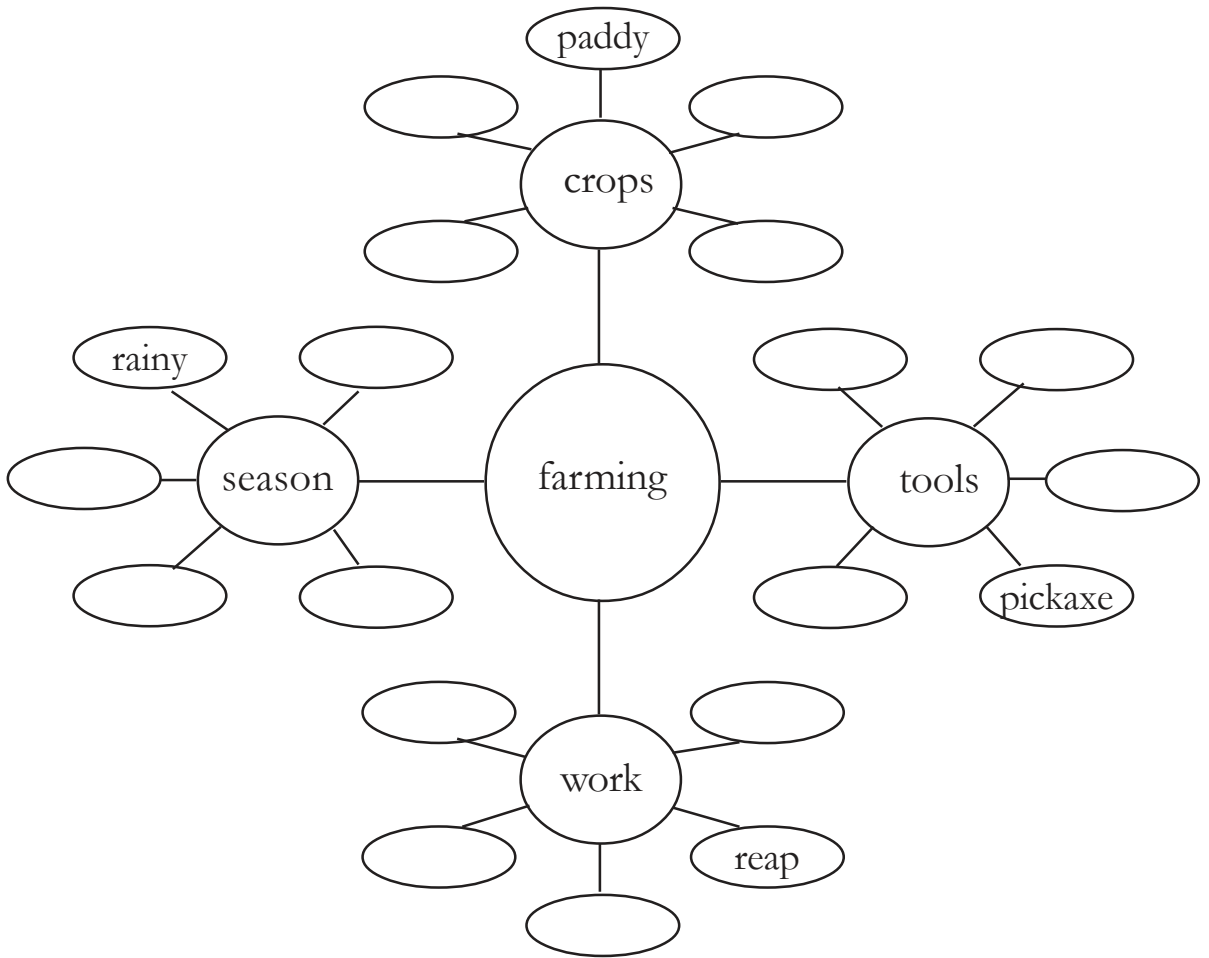 paddy
crops
rainy
season
farming
tools
pickaxe
work
reap